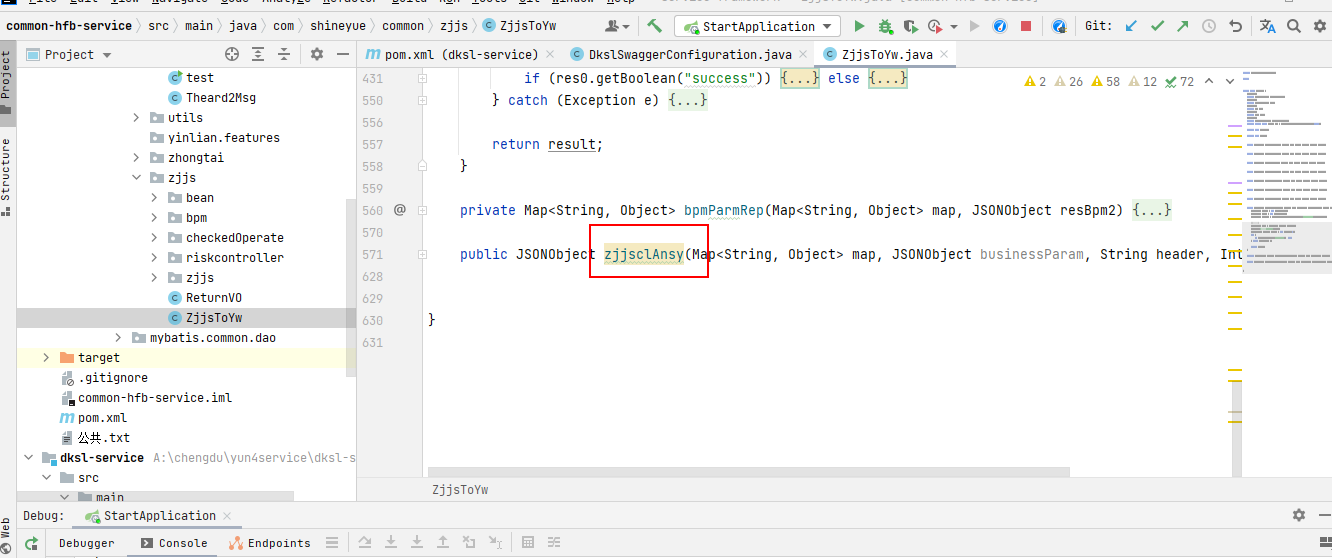 common-hfb-service › src › main › java › com › shineyue › common › zjjs › ZjjsToYw StartApplication Git:
Project pom.xml (dksl-service) DkslSwaggerConfiguration.java ZjjsToYw.java
Project
Structure
Web
test
Theard2Msg
utils
yinlian.features
zhongtai
zjjs
bean
bpm
checkedOperate
riskcontroller
zjjs
ReturnVO
ZjjsToYw
mybatis.common.dao
target
.gitignore
common-hfb-service.iml
pom.xml
公共.txt
dksl-service A:\chengdu\yun4service\dksl-s
src
main
2 26 58 12 72
431 if (res0.getBoolean("success")) {...} else {...}
550 } catch (Exception e) {...}
556
557 return result;
558 }
559
560 @ private Map<String, Object> bpmParmRep(Map<String, Object> map, JSONObject resBpm2) {...}
570
571 public JSONObject zjjsclAnsy(Map<String, Object> map, JSONObject businessParam, String header, Int
628
629
630 }
631
ZjjsToYw
Debug: StartApplication
Debugger Console Endpoints